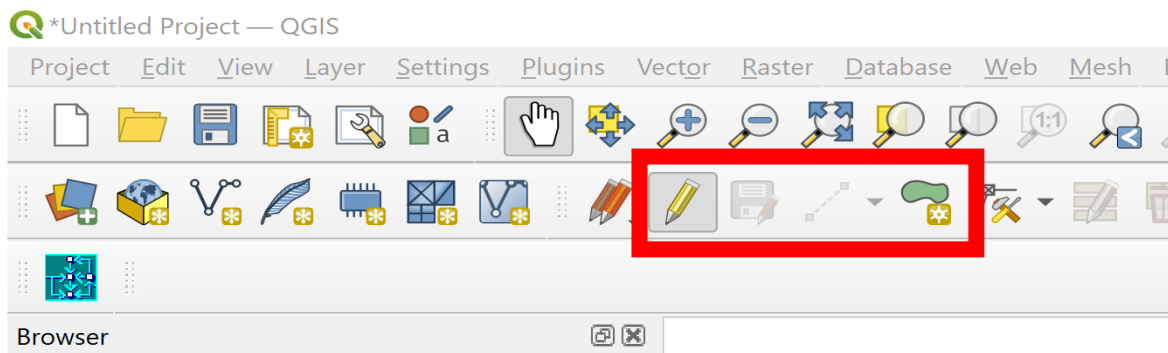 *Untitled Project — QGIS
Project Edit View Layer Settings Plugins Vector Raster Database Web Mesh
a 1:1
Browser